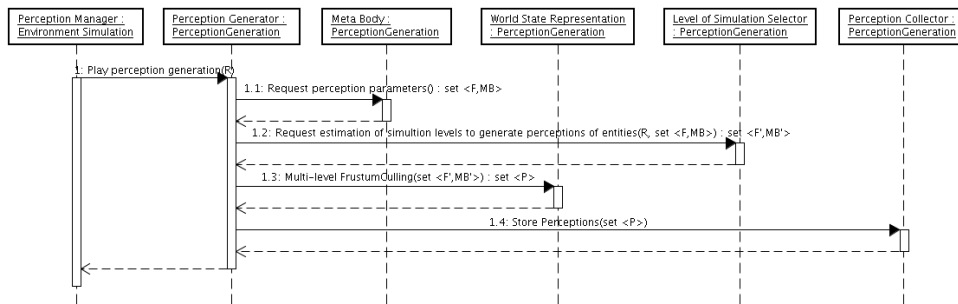 Perception Manager :
Environment Simulation
Perception Generator :
PerceptionGeneration
Meta Body :
PerceptionGeneration
World State Representation
: PerceptionGeneration
Level of Simulation Selector
: PerceptionGeneration
Perception Collector :
PerceptionGeneration
1: Play perception generation(R)
1.1: Request perception parameters() : set <F,MB>
1.2: Request estimation of simultion levels to generate perceptions of entities(R, set <F,MB>) : set <F',MB'>
1.3: Multi-level FrustumCulling(set <F',MB'>) : set <P>
1.4: Store Perceptions(set <P>)